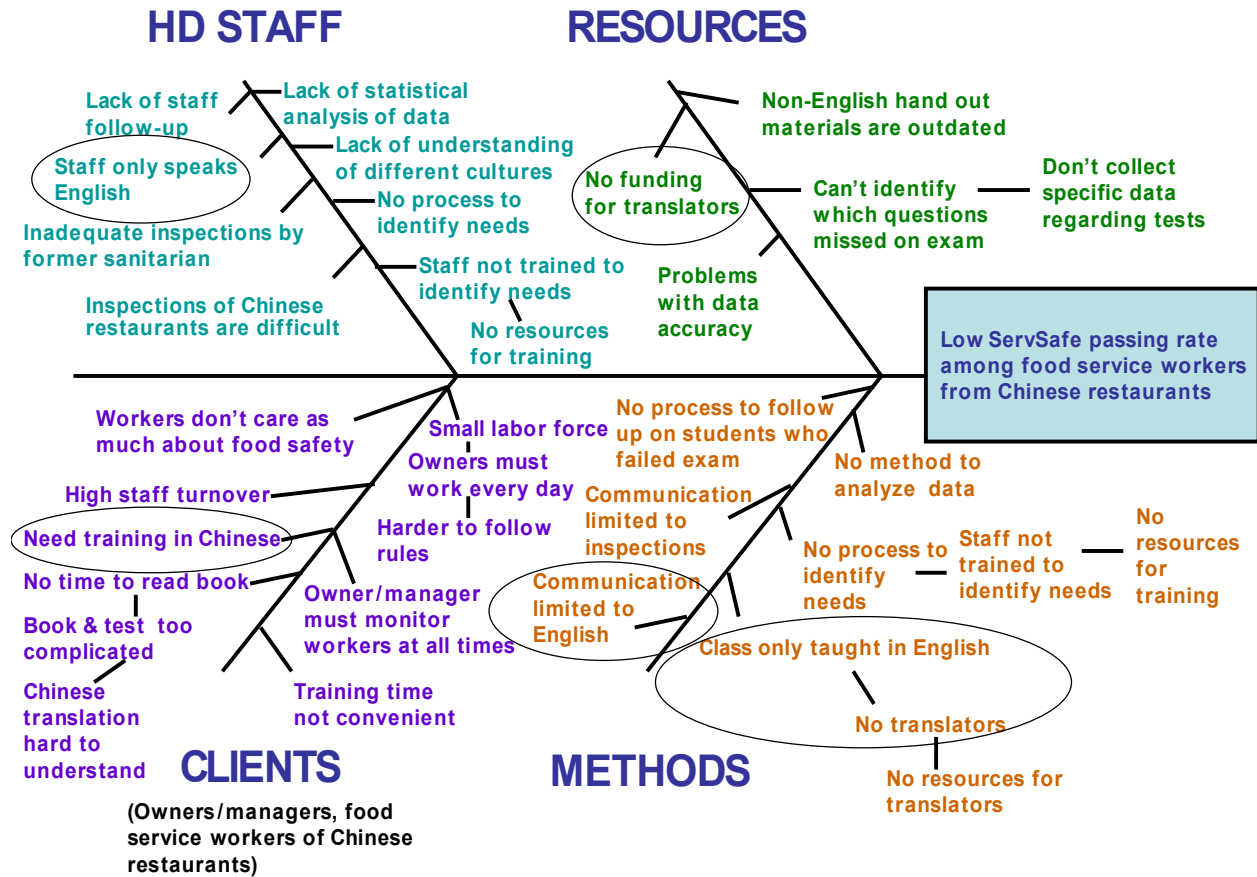 HD STAFF
RESOURCES
Lack of staff
follow-up
Lack of statistical
analysis of data
Staff only speaks
English
Lack of understanding
of different cultures
No process to
identify needs
Inadequate inspections by
former sanitarian
Staff not trained to
identify needs
Inspections of Chinese
restaurants are difficult
No resources
for training
Non-English hand out
materials are outdated
No funding
for translators
Can't identify
which questions
missed on exam
Don't collect
specific data
regarding tests
Problems
with data
accuracy
Low ServSafe passing rate
among food service workers
from Chinese restaurants
Workers don't care as
much about food safety
Small labor force
Owners must
work every day
Harder to follow
rules
High staff turnover
Need training in Chinese
No time to read book
Book & test too
complicated
Chinese
translation
hard to
understand
Owner/manager
must monitor
workers at all times
Training time
not convenient
CLIENTS
(Owners/managers, food
service workers of Chinese
restaurants)
No process to follow
up on students who
failed exam
No method to
analyze data
Communication
limited to
inspections
No process to
identify
needs
Staff not
trained to
identify needs
No
resources
for
training
Communication
limited to
English
Class only taught in English
No translators
No resources for
translators
METHODS